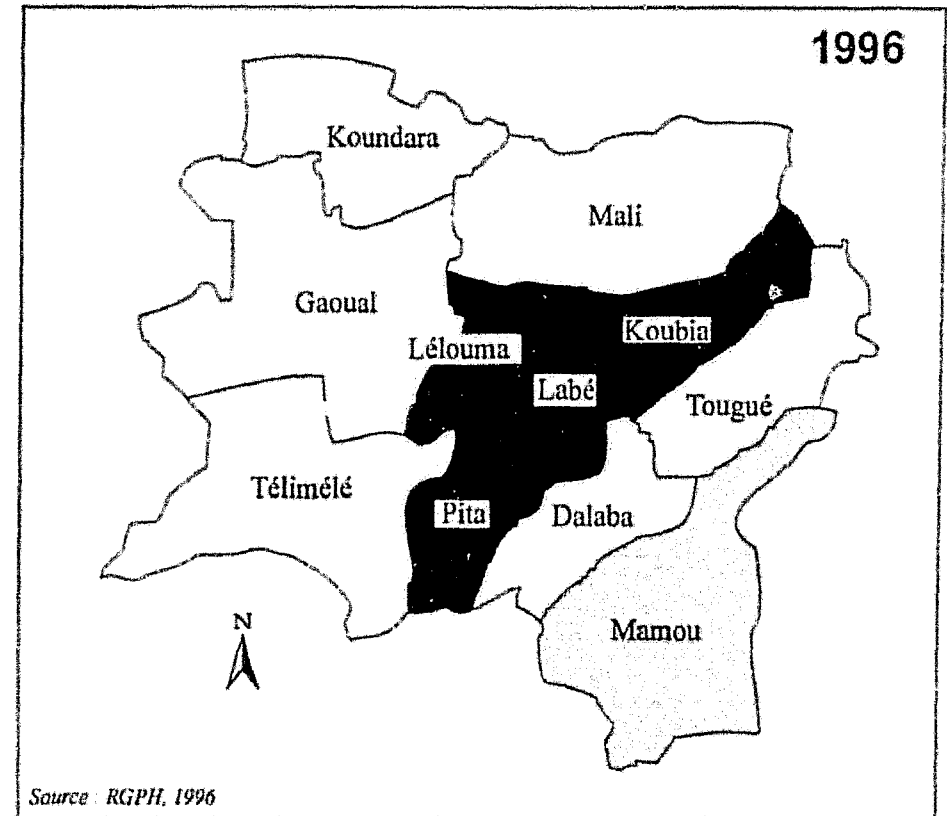 1996
Koundara
Mali
Gaoual
Koubia
Lélouma
Labé
Tougué
Télimélé
Pita
Dalaba
N
Mamou
Source : RGPH, 1996